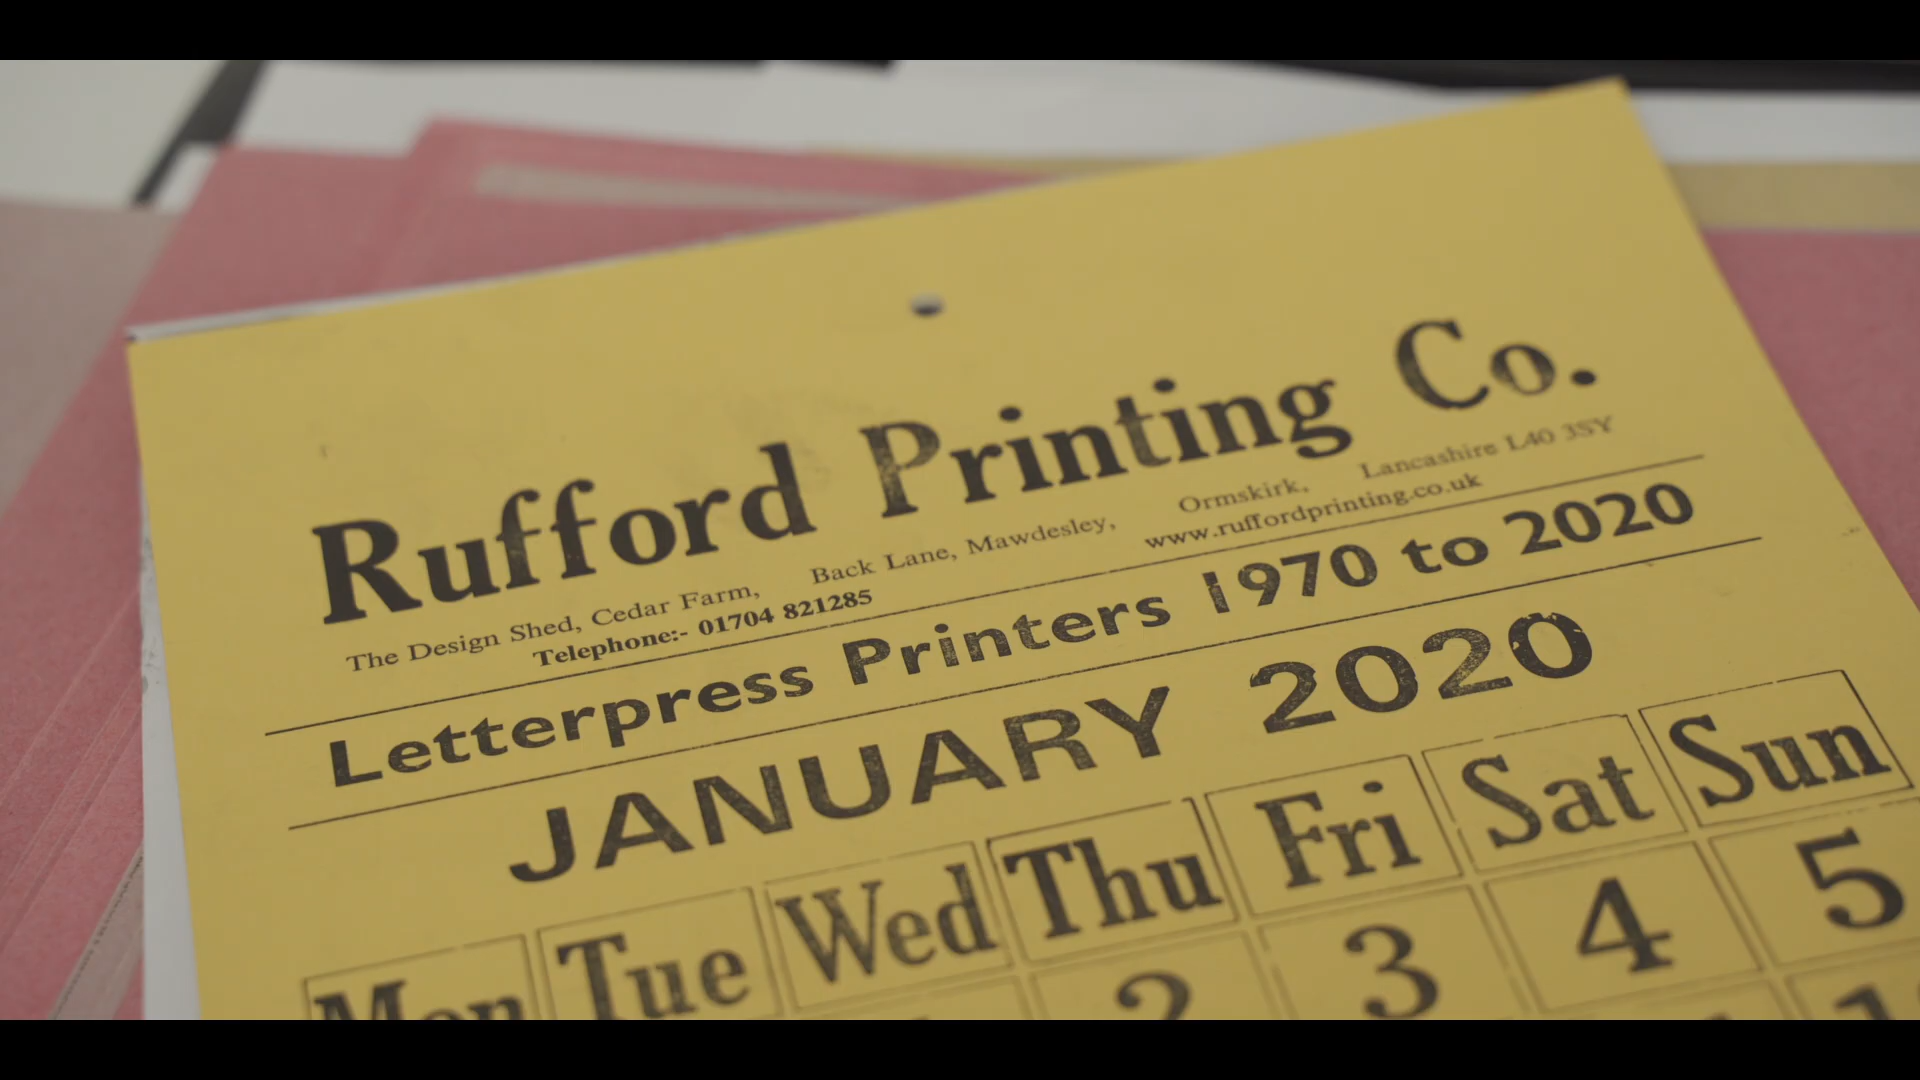 Rufford Printing Co.
The Design Shed, Cedar Farm, Back Lane, Mawdesley, Ormskirk, Lancashire L40 3SY
Telephone:- 01704 821285 www.ruffordprinting.co.uk
Letterpress Printers 1970 to 2020
JANUARY 2020
Mon Tue Wed Thu Fri Sat Sun
2 3 4 5